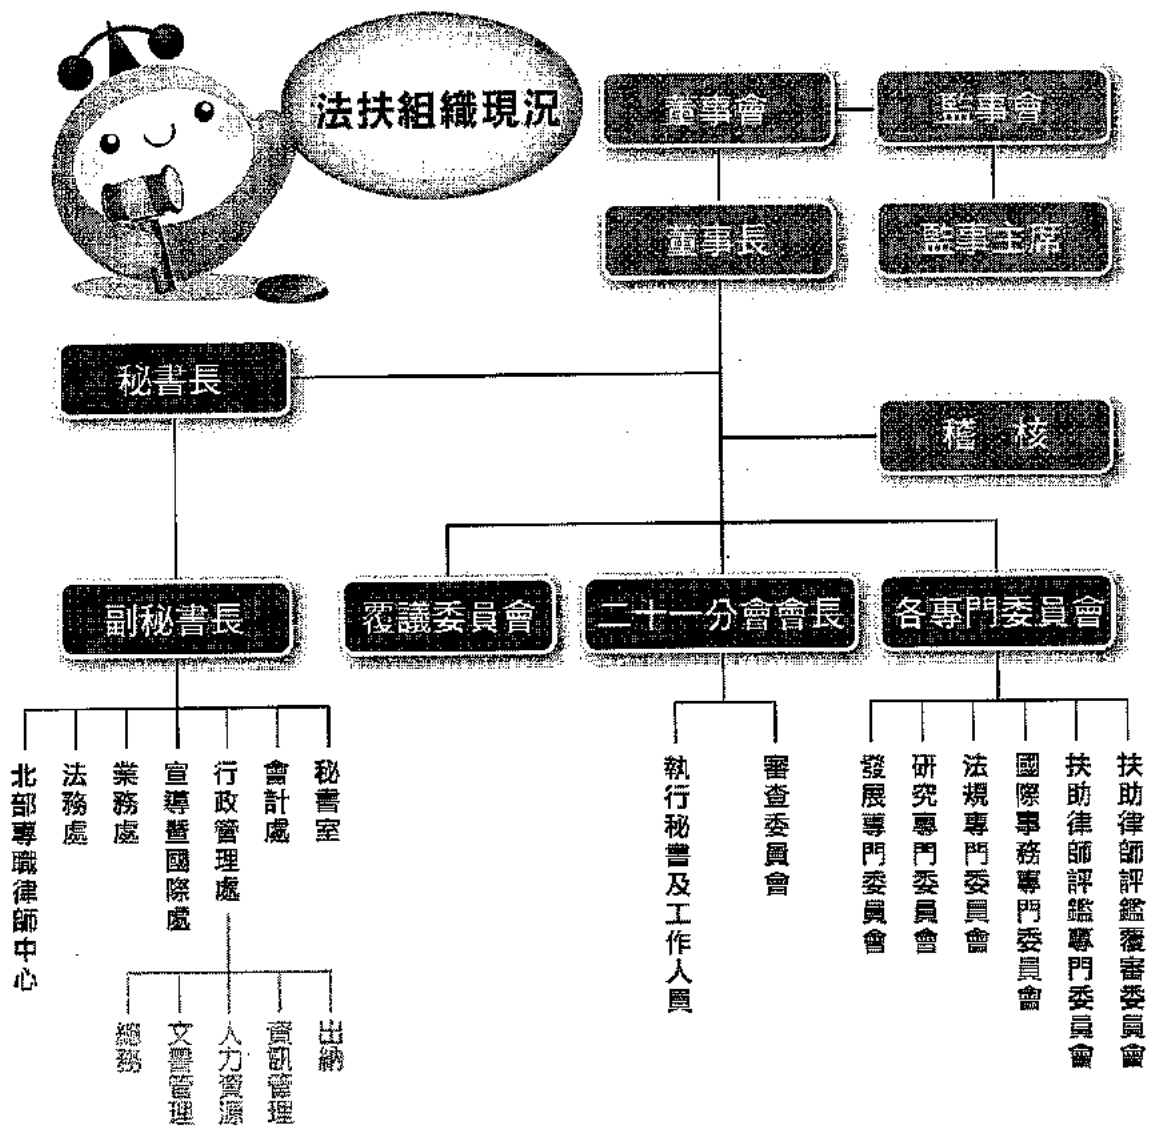 法扶組織現況
董事會
監事會
董事長
監事主席
秘書長
稽　核
副秘書長
覆議委員會
二十一分會會長
各專門委員會
北部專職律師中心
法務處
業務處
宣導暨國際處
行政管理處
會計處
秘書室
執行秘書及工作人員
審查委員會
發展專門委員會
研究專門委員會
法規專門委員會
國際事務專門委員會
扶助律師評鑑專門委員會
扶助律師評鑑覆審委員會
總務
文書管理
人力資源
資訊管理
出納